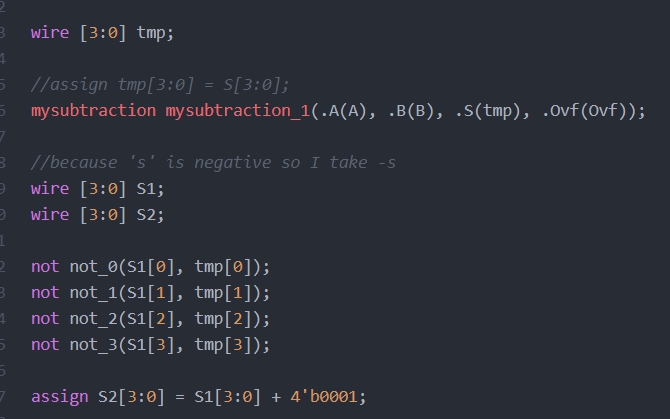 2
3 wire [3:0] tmp;
4
5 //assign tmp[3:0] = S[3:0];
6 mysubtraction mysubtraction_1(.A(A), .B(B), .S(tmp), .Ovf(Ovf));
7
8 //because 's' is negative so I take -s
9 wire [3:0] S1;
0 wire [3:0] S2;
1
2 not not_0(S1[0], tmp[0]);
3 not not_1(S1[1], tmp[1]);
4 not not_2(S1[2], tmp[2]);
5 not not_3(S1[3], tmp[3]);
6
7 assign S2[3:0] = S1[3:0] + 4'b0001;